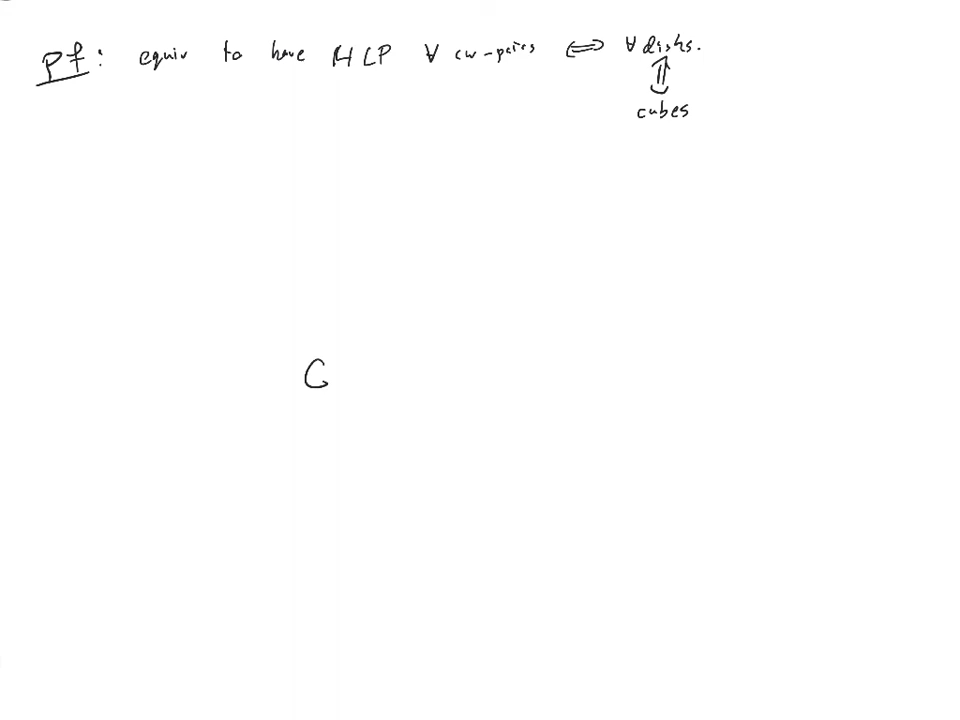 Pf: equiv to have HLP ∀ cw-pairs ⟺ ∀ disks.
⇕
cubes
C